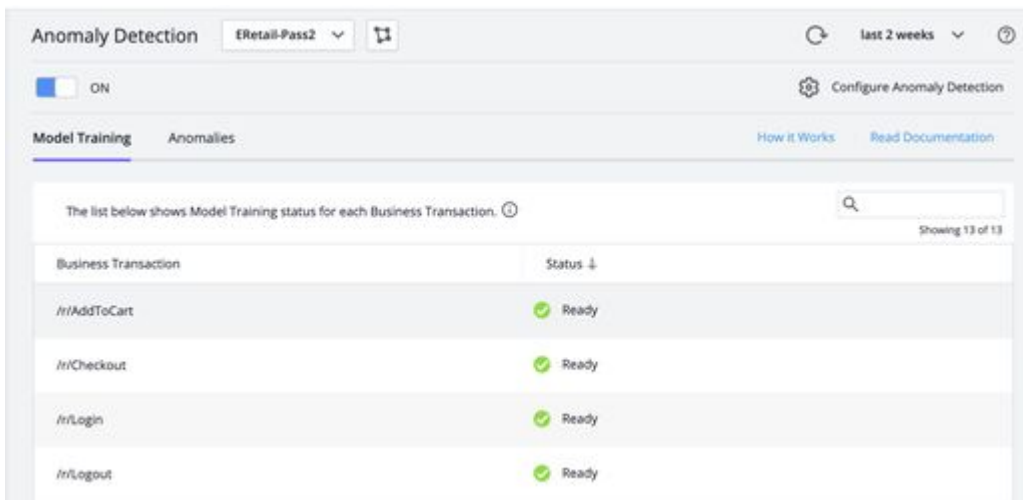 Anomaly Detection ERetail-Pass2 last 2 weeks
ON Configure Anomaly Detection
Model Training Anomalies How it Works Read Documentation
The list below shows Model Training status for each Business Transaction.
Showing 13 of 13
Business Transaction Status ↓
/r/AddToCart Ready
/r/Checkout Ready
/r/Login Ready
/r/Logout Ready